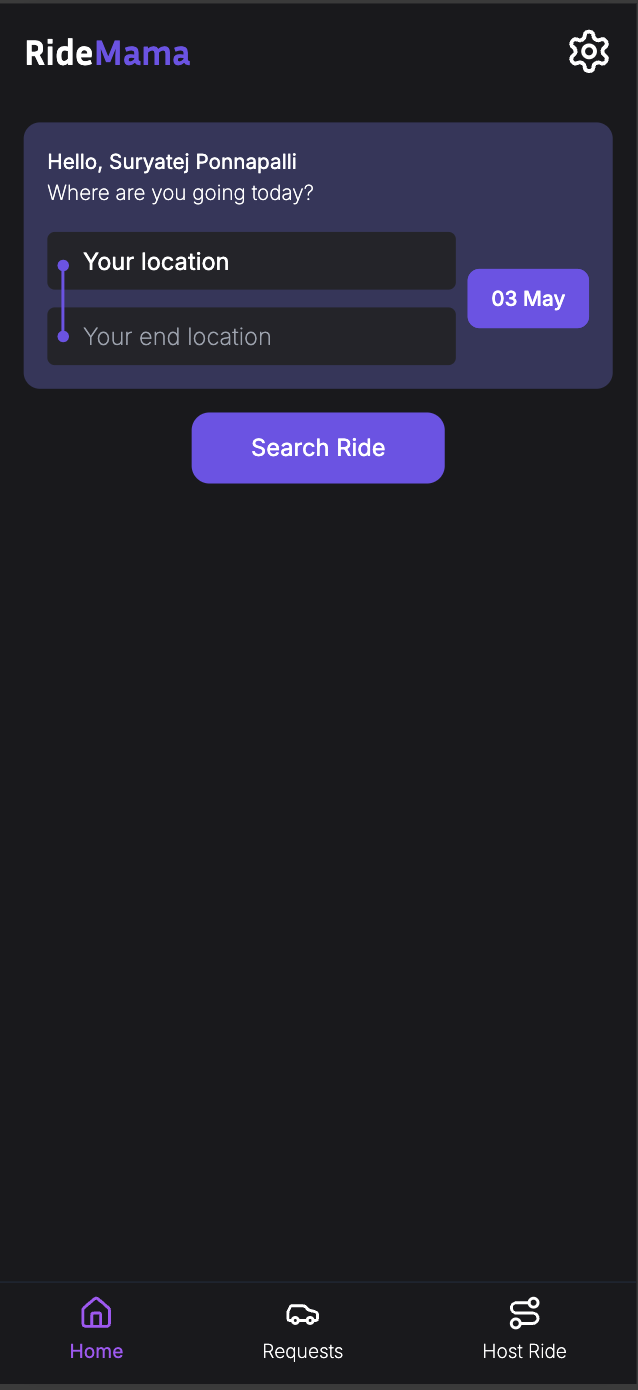 RideMama
Hello, Suryatej Ponnapalli
Where are you going today?
Your location
03 May
Your end location
Search Ride
Home
Requests
Host Ride